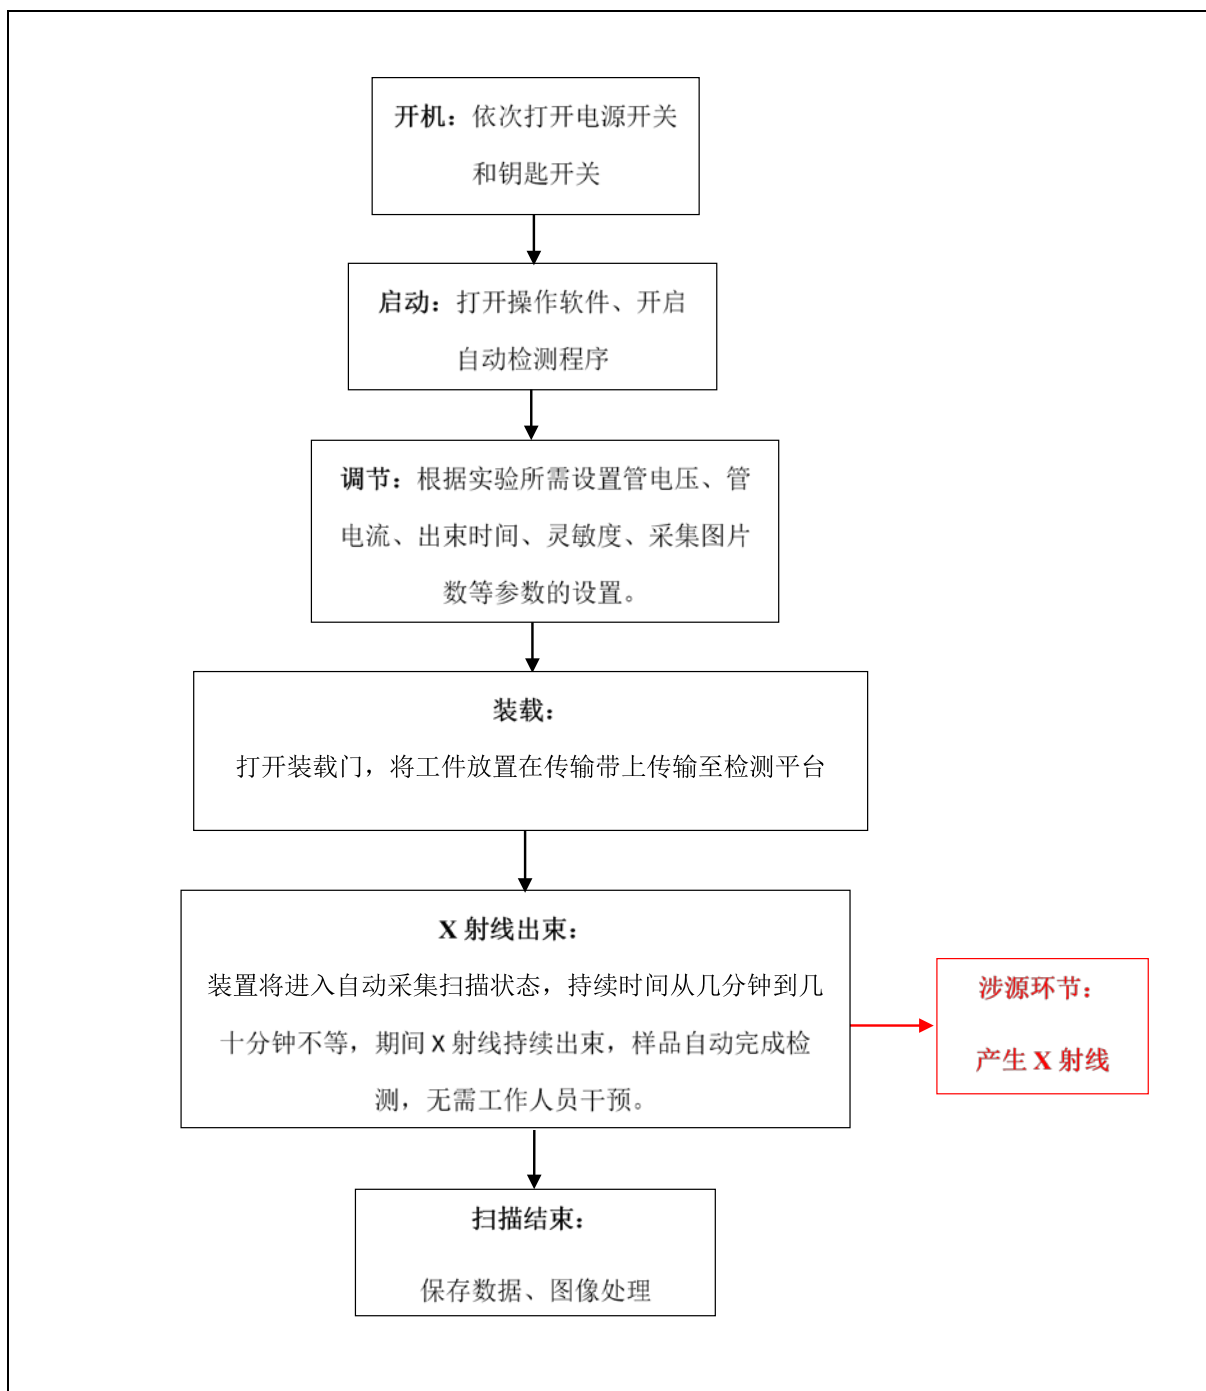 开机：依次打开电源开关
和钥匙开关
启动：打开操作软件、开启
自动检测程序
调节：根据实验所需设置管电压、管
电流、出束时间、灵敏度、采集图片
数等参数的设置。
装载：
打开装载门，将工件放置在传输带上传输至检测平台
X 射线出束：
装置将进入自动采集扫描状态，持续时间从几分钟到几
十分钟不等，期间 X 射线持续出束，样品自动完成检
测，无需工作人员干预。
涉源环节：
产生 X 射线
扫描结束：
保存数据、图像处理